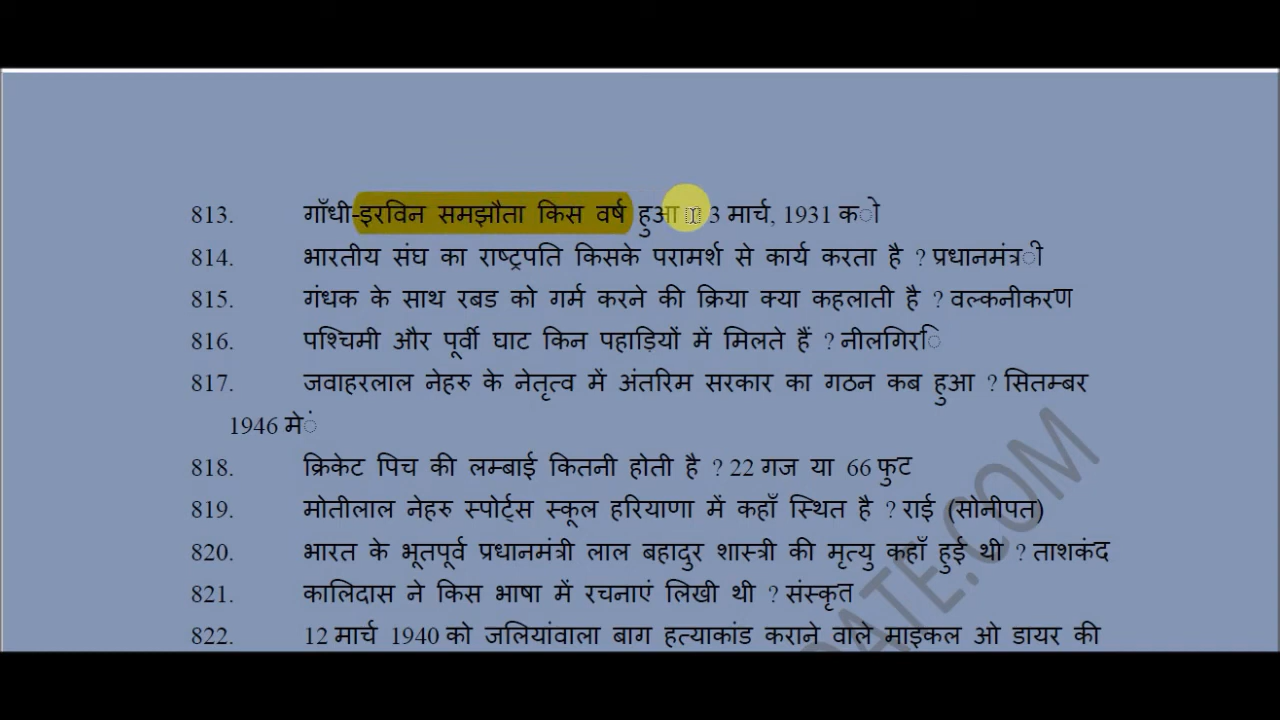 813. गाँधी-इरविन समझौता किस वर्ष हुआ 3 मार्च, 1931 को
814. भारतीय संघ का राष्ट्रपति किसके परामर्श से कार्य करता है ? प्रधानमंत्री
815. गंधक के साथ रबड को गर्म करने की क्रिया क्या कहलाती है ? वल्कनीकरण
816. पश्चिमी और पूर्वी घाट किन पहाड़ियों में मिलते हैं ? नीलगिरि
817. जवाहरलाल नेहरु के नेतृत्व में अंतरिम सरकार का गठन कब हुआ ? सितम्बर
1946 में
818. क्रिकेट पिच की लम्बाई कितनी होती है ? 22 गज या 66 फुट
819. मोतीलाल नेहरु स्पोर्ट्स स्कूल हरियाणा में कहाँ स्थित है ? राई (सोनीपत)
820. भारत के भूतपूर्व प्रधानमंत्री लाल बहादुर शास्त्री की मृत्यु कहाँ हुई थी ? ताशकंद
821. कालिदास ने किस भाषा में रचनाएं लिखी थी ? संस्कृत
822. 12 मार्च 1940 को जलियांवाला बाग हत्याकांड कराने वाले माइकल ओ डायर की
DATE.COM